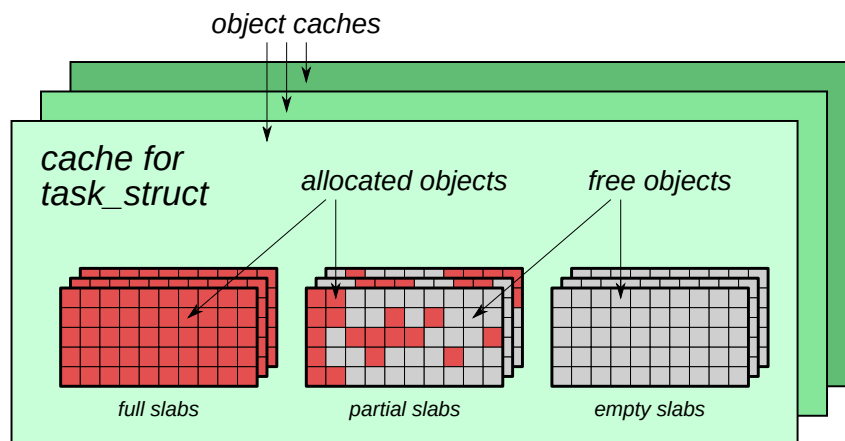 object caches
cache for
task_struct
allocated objects
free objects
full slabs
partial slabs
empty slabs